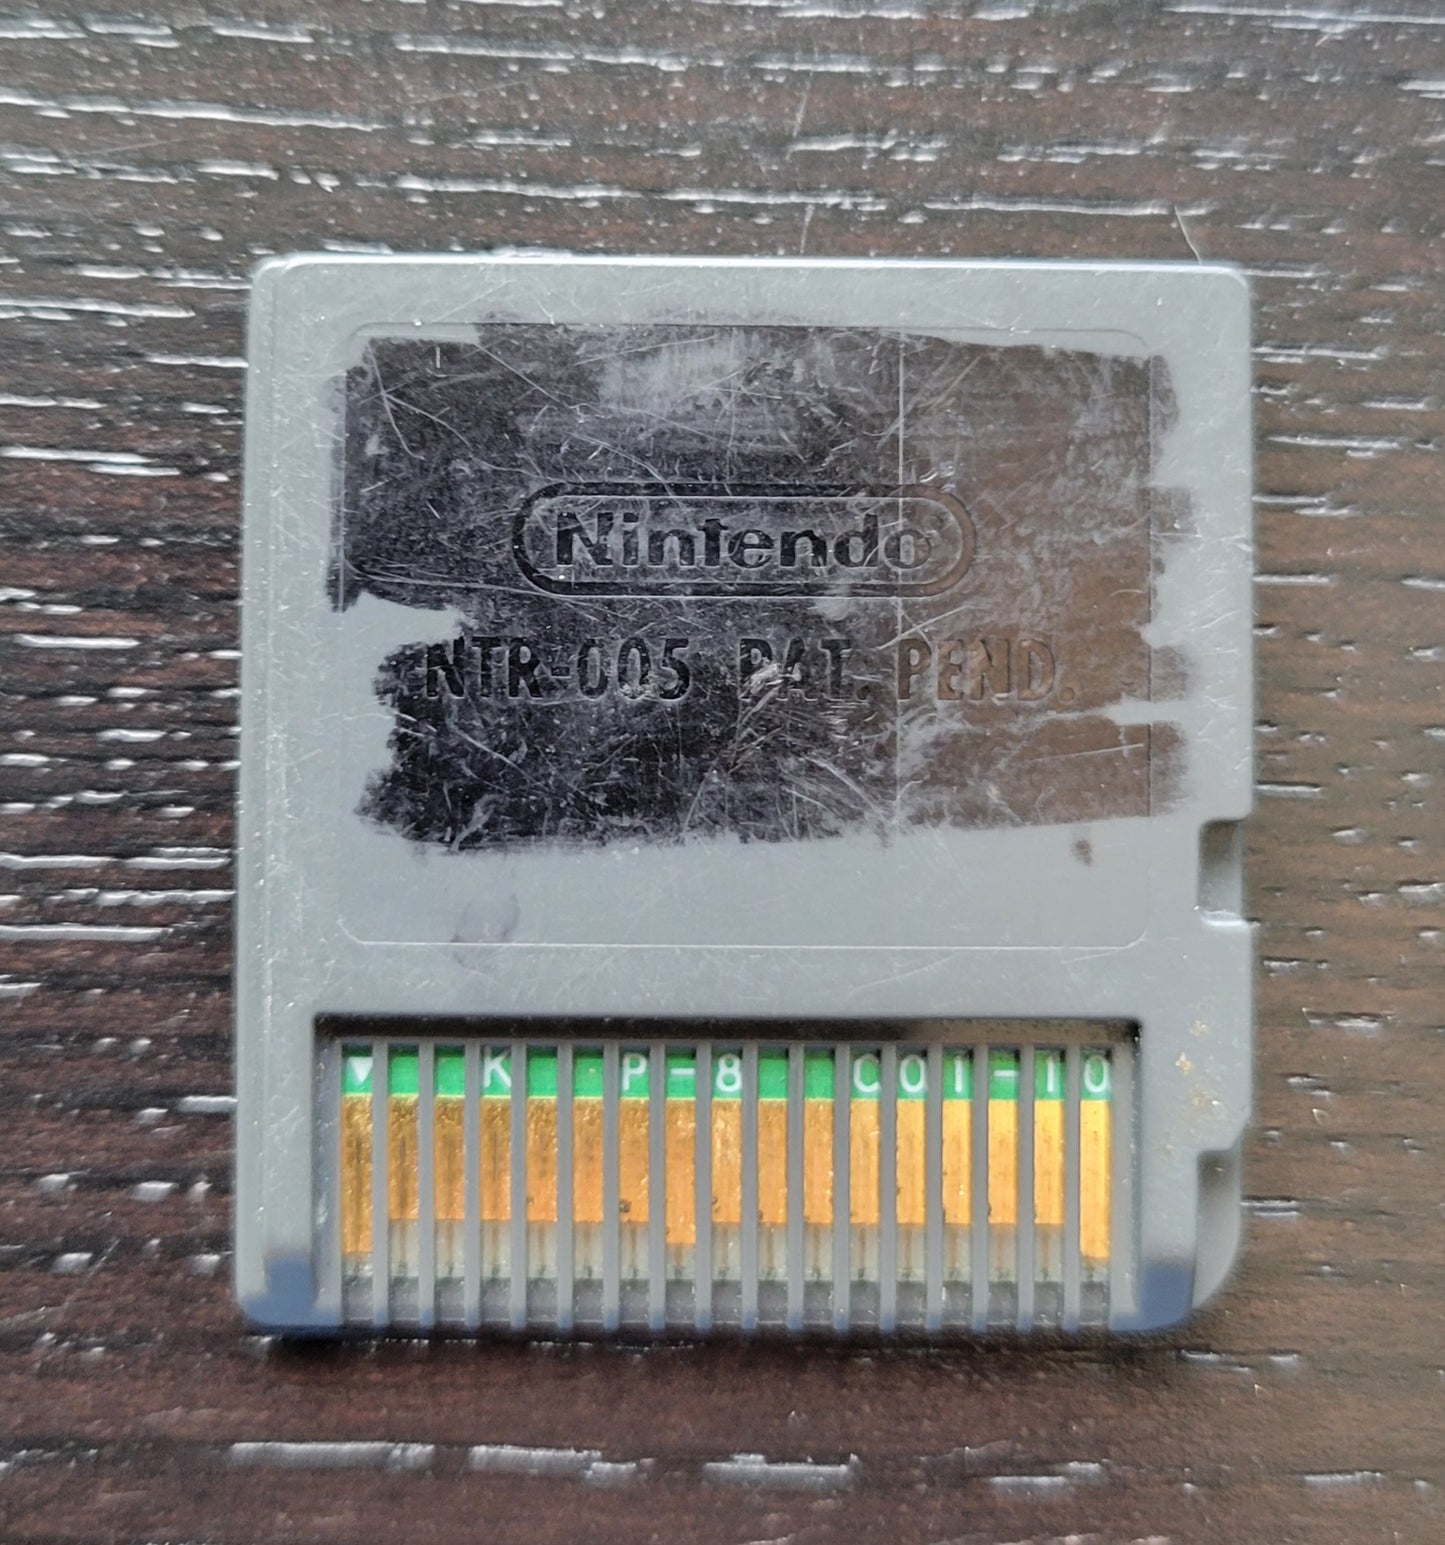 Nintendo
NTR-005 PAT. PEND.
▼ K P-8 C01-10